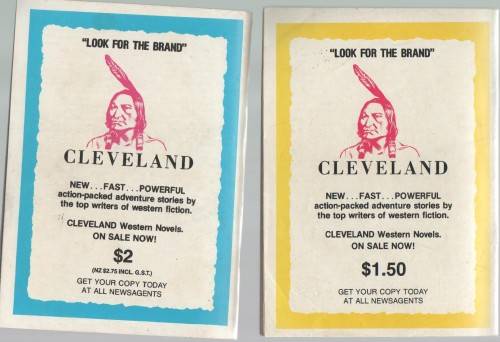 "LOOK FOR THE BRAND"
CLEVELAND
NEW...FAST...POWERFUL
action-packed adventure stories by
the top writers of western fiction.
CLEVELAND Western Novels.
ON SALE NOW!
$2
(NZ $2.75 INCL. G.S.T.)
GET YOUR COPY TODAY
AT ALL NEWSAGENTS
"LOOK FOR THE BRAND"
CLEVELAND
NEW...FAST...POWERFUL
action-packed adventure stories by
the top writers of western fiction.
CLEVELAND Western Novels.
ON SALE NOW!
$1.50
GET YOUR COPY TODAY
AT ALL NEWSAGENTS